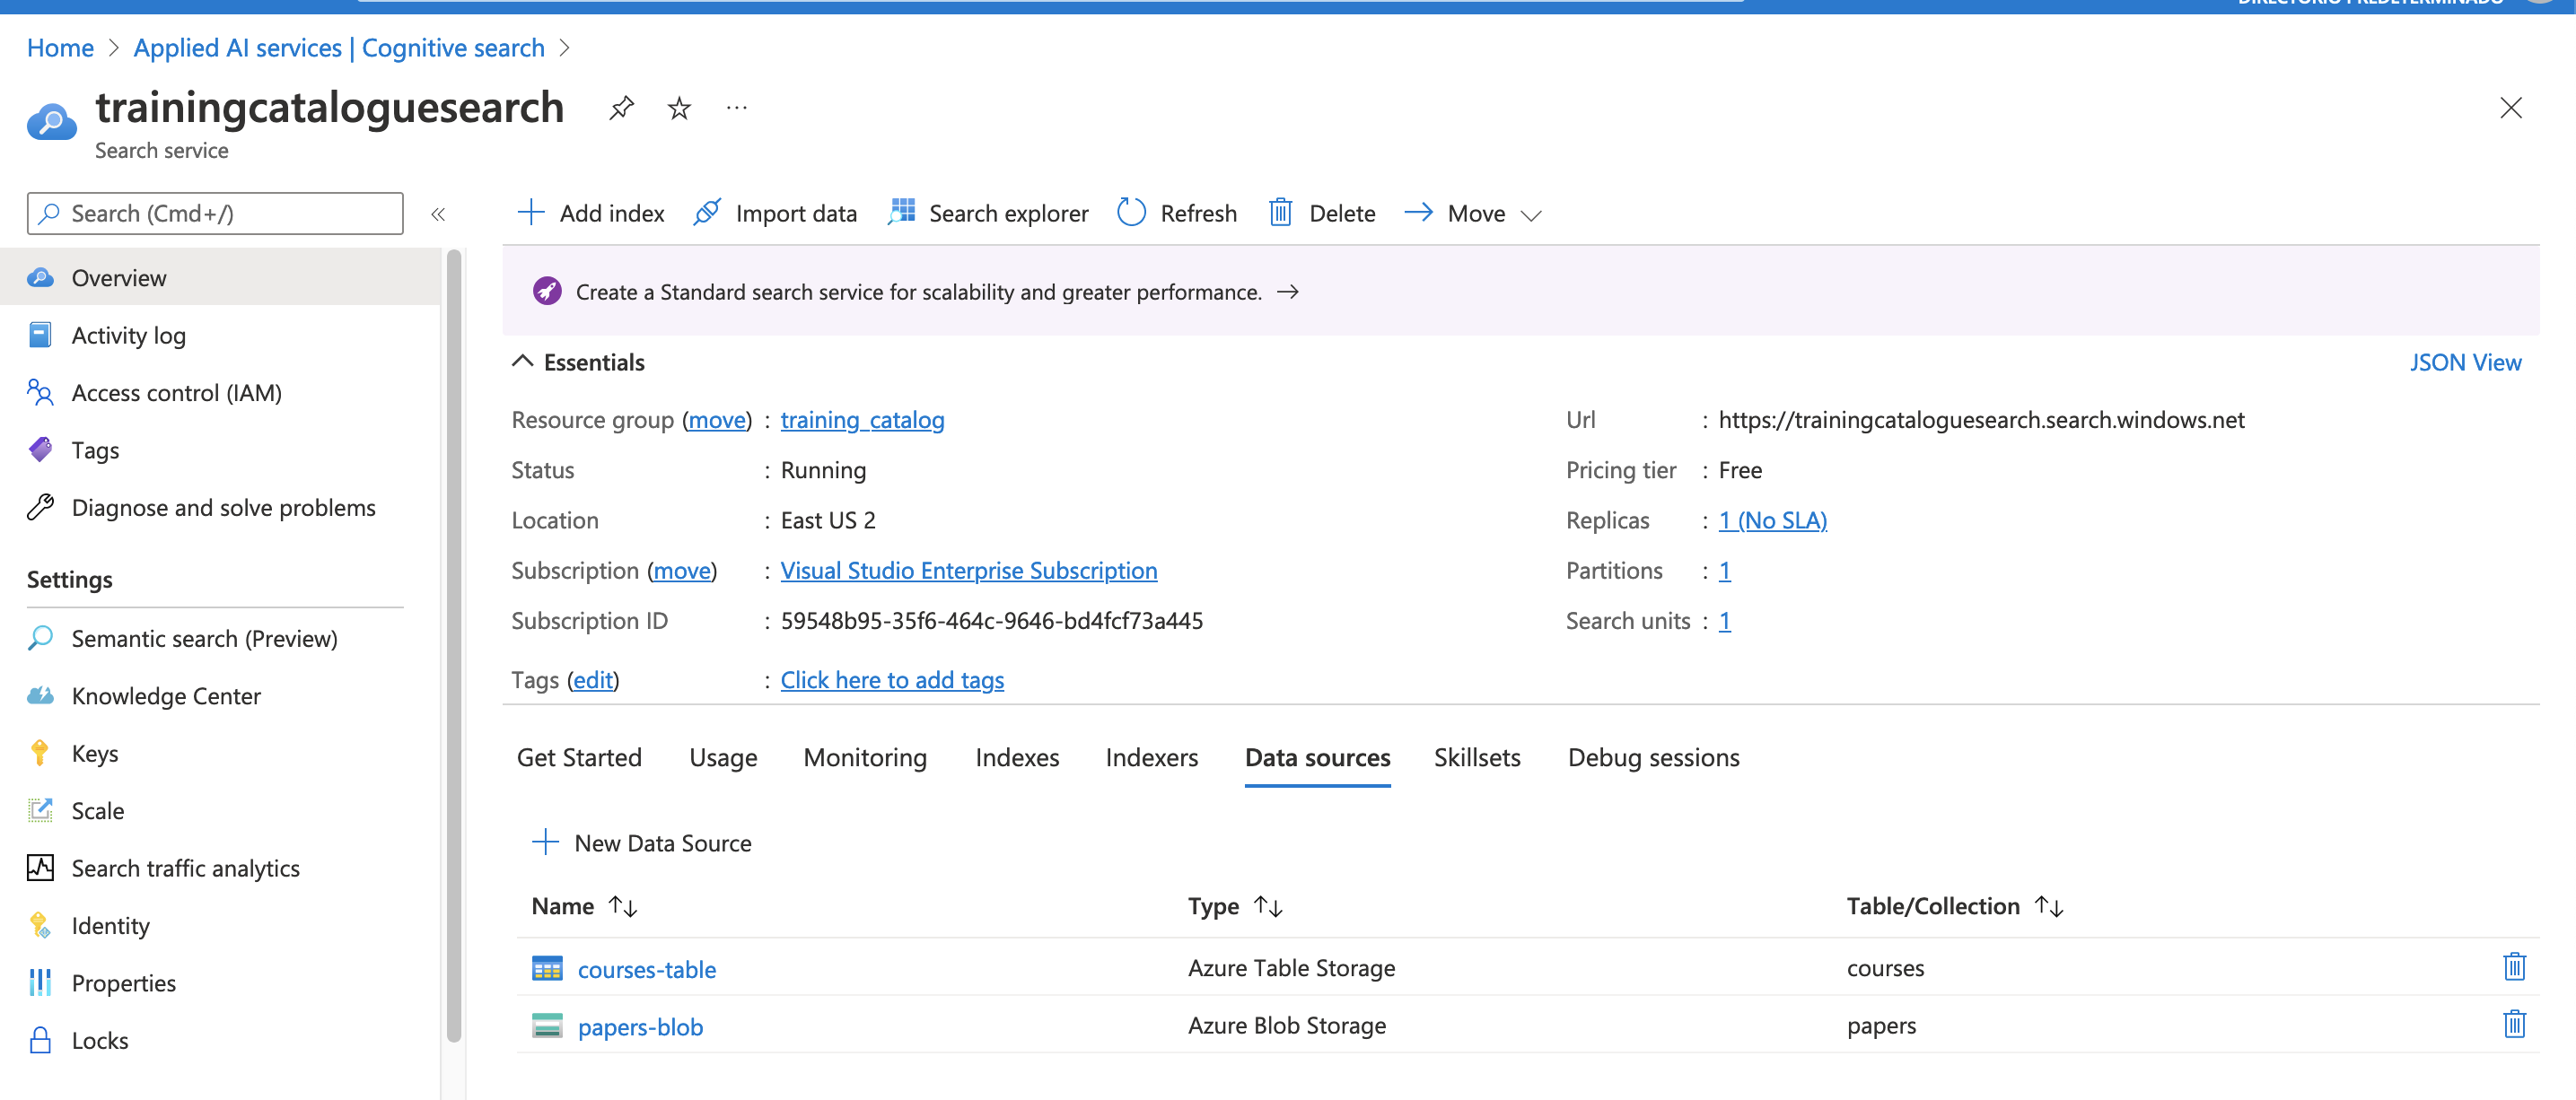 DIRECTORIO PREDETERMINADO
Home > Applied AI services | Cognitive search >
trainingcataloguesearch
Search service
Search (Cmd+/)
Add index Import data Search explorer Refresh Delete Move
Overview
Activity log
Access control (IAM)
Tags
Diagnose and solve problems
Settings
Semantic search (Preview)
Knowledge Center
Keys
Scale
Search traffic analytics
Identity
Properties
Locks
Create a Standard search service for scalability and greater performance. →
Essentials JSON View
Resource group (move) : training_catalog
Status : Running
Location : East US 2
Subscription (move) : Visual Studio Enterprise Subscription
Subscription ID : 59548b95-35f6-464c-9646-bd4fcf73a445
Tags (edit) : Click here to add tags
Url : https://trainingcataloguesearch.search.windows.net
Pricing tier : Free
Replicas : 1 (No SLA)
Partitions : 1
Search units : 1
Get Started Usage Monitoring Indexes Indexers Data sources Skillsets Debug sessions
New Data Source
Name ↑↓ Type ↑↓ Table/Collection ↑↓
courses-table Azure Table Storage courses
papers-blob Azure Blob Storage papers